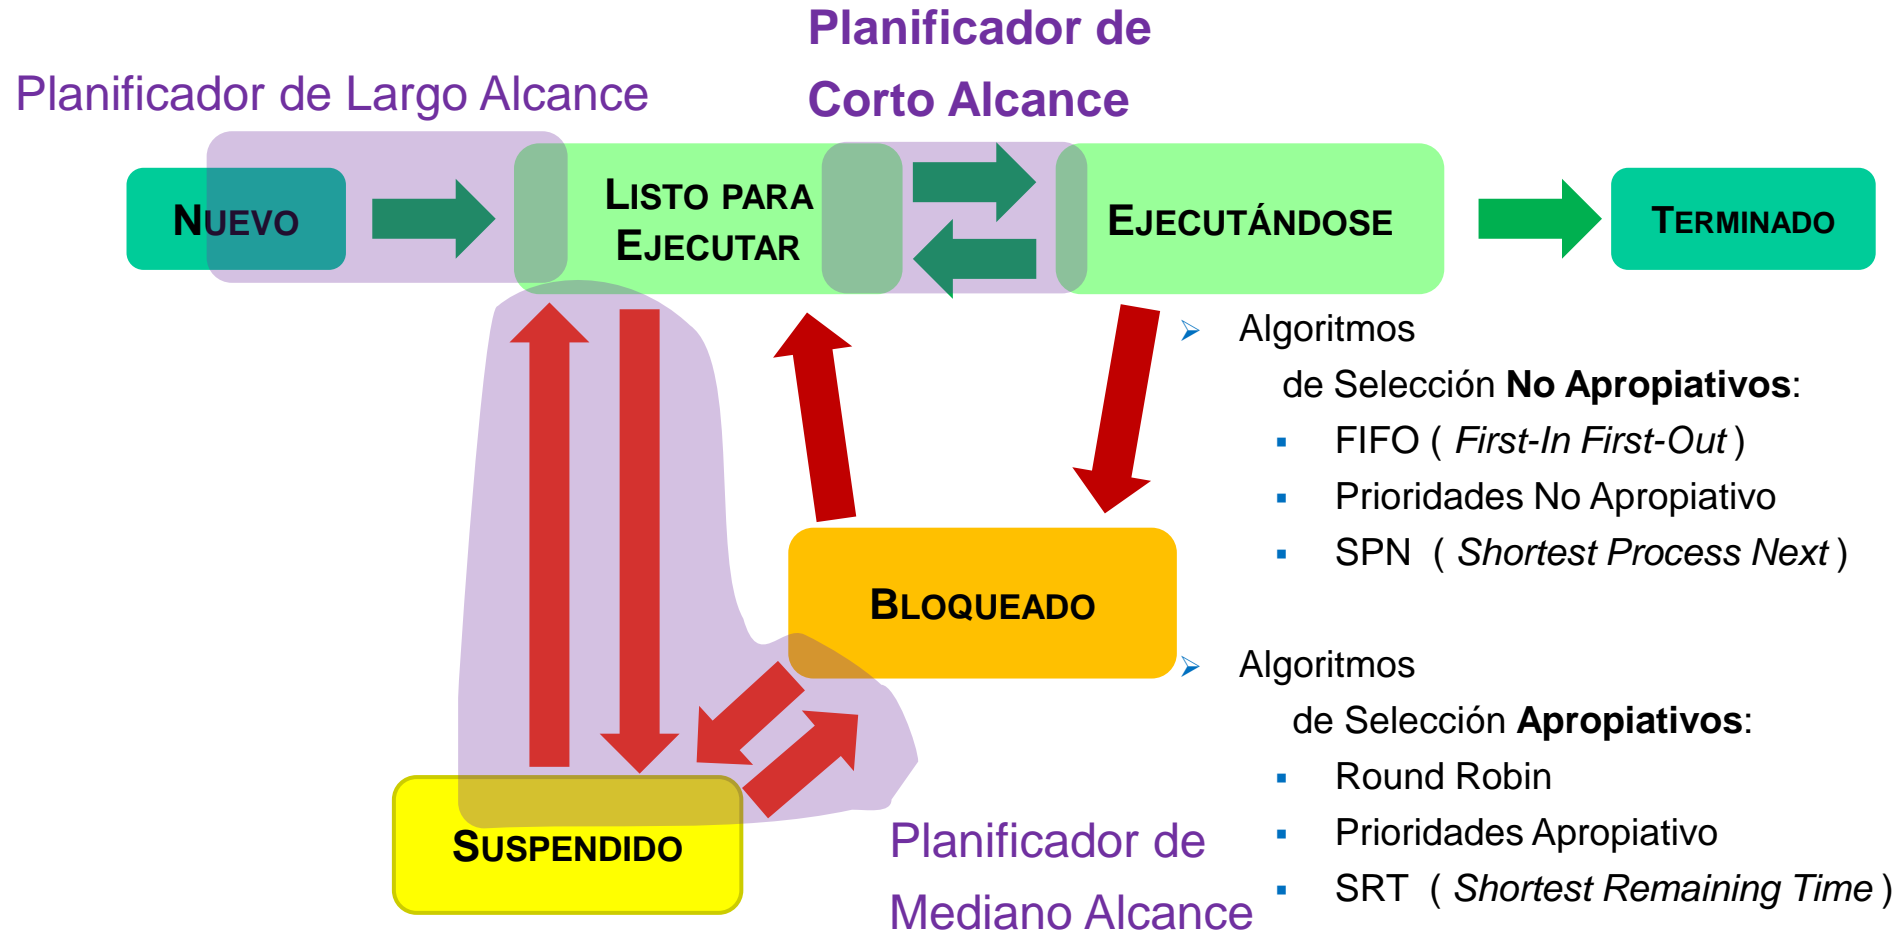 Planificador de
Corto Alcance
Planificador de Largo Alcance
NUEVO
LISTO PARA
EJECUTAR
EJECUTÁNDOSE
TERMINADO
➢ Algoritmos
de Selección No Apropiativos:
▪ FIFO ( First-In First-Out )
▪ Prioridades No Apropiativo
▪ SPN ( Shortest Process Next )
BLOQUEADO
➢ Algoritmos
de Selección Apropiativos:
▪ Round Robin
▪ Prioridades Apropiativo
▪ SRT ( Shortest Remaining Time )
SUSPENDIDO
Planificador de
Mediano Alcance